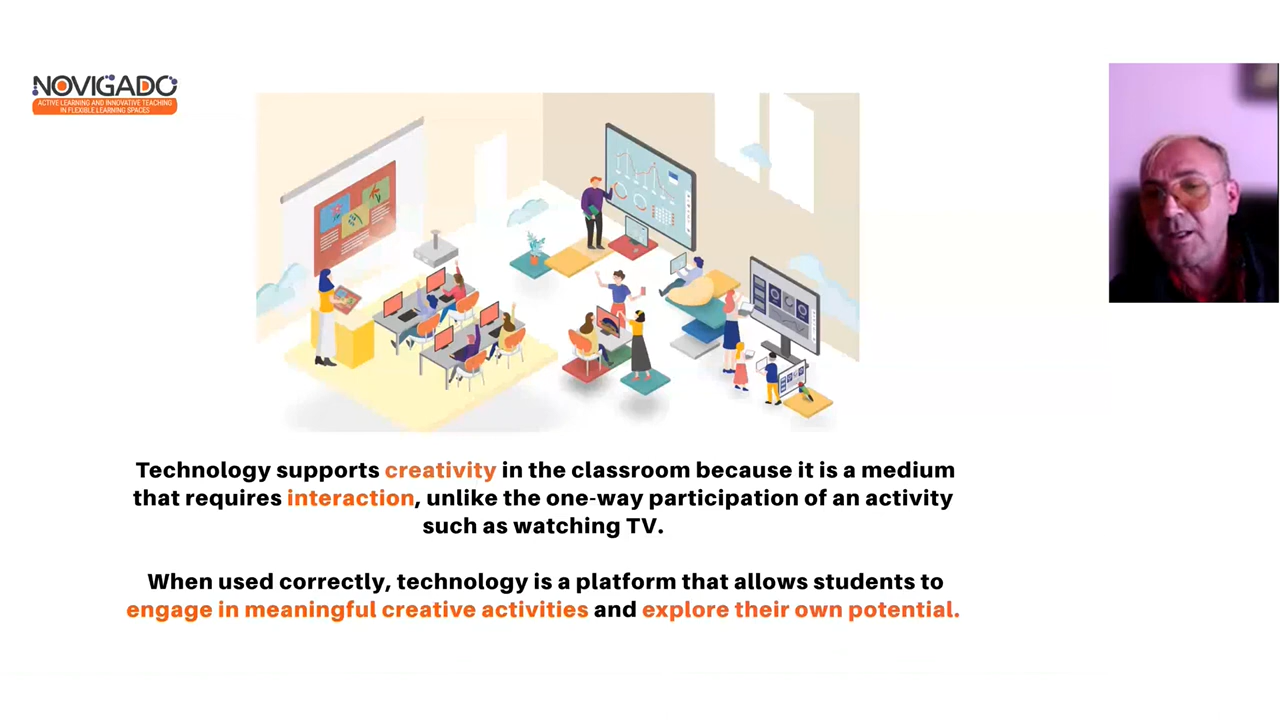 NOVIGADO
ACTIVE LEARNING AND INNOVATIVE TEACHING
IN FLEXIBLE LEARNING SPACES
Technology supports creativity in the classroom because it is a medium
that requires interaction, unlike the one-way participation of an activity
such as watching TV.
When used correctly, technology is a platform that allows students to
engage in meaningful creative activities and explore their own potential.